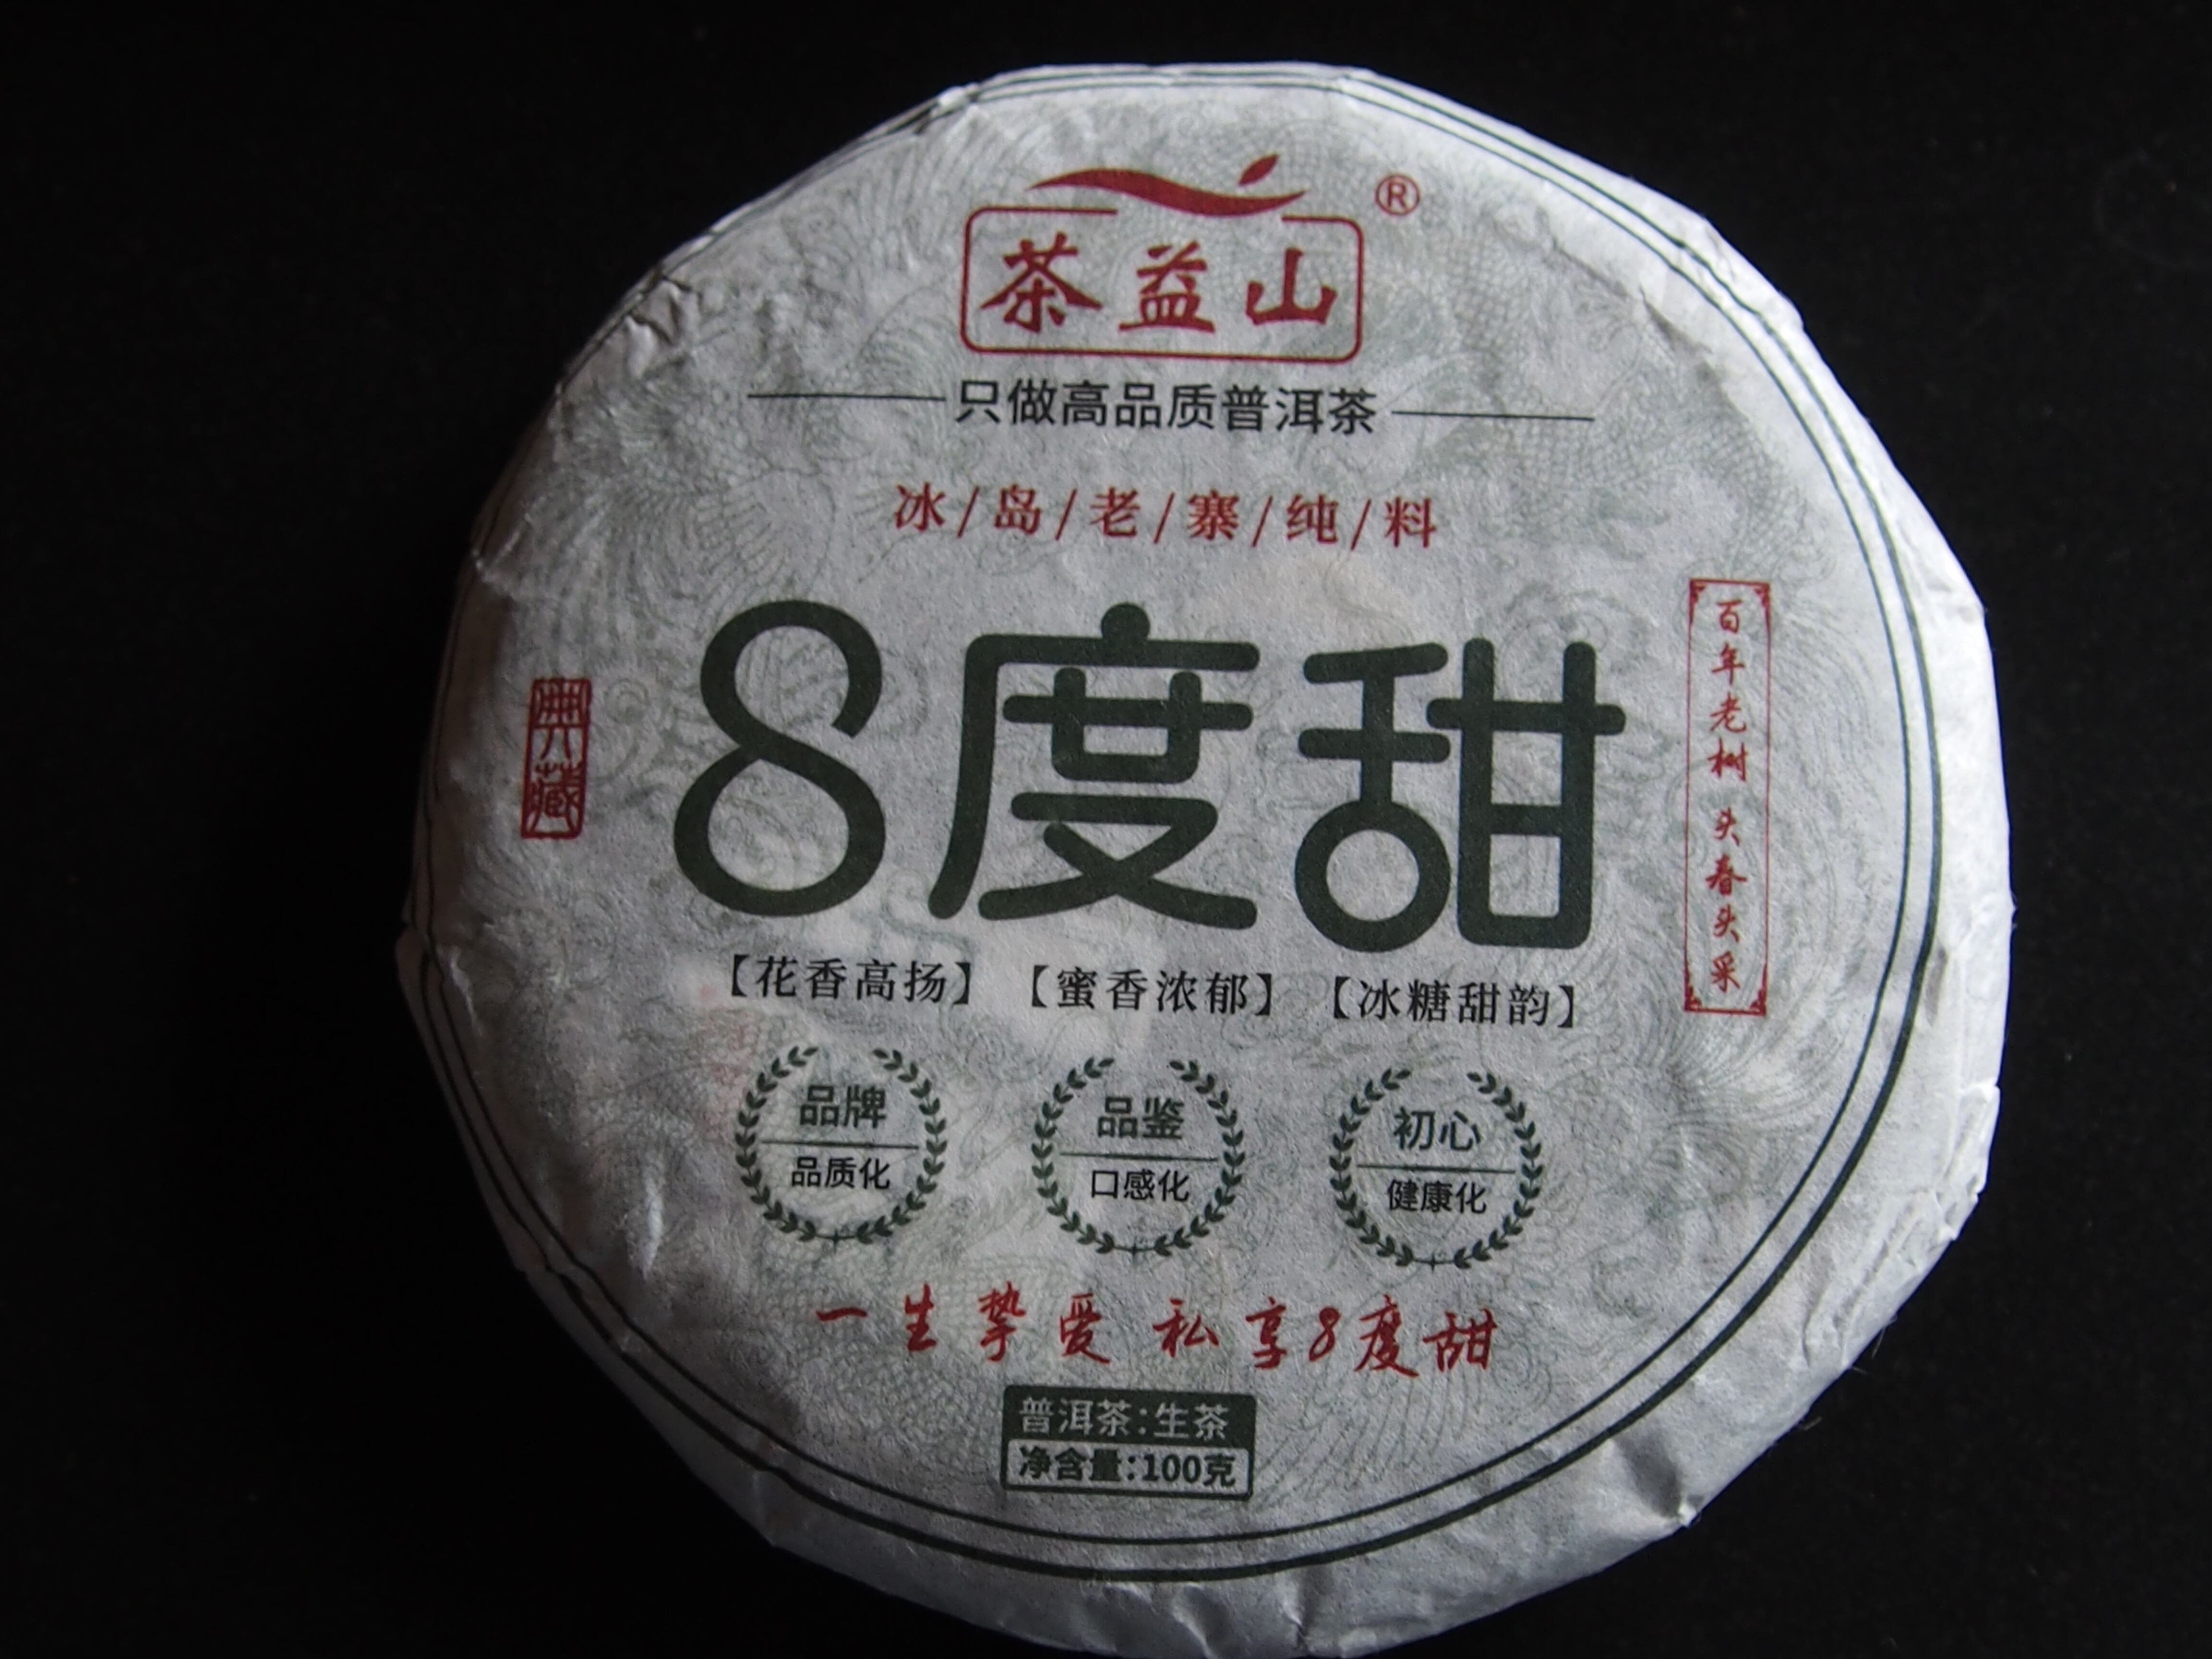 茶益山
®
只做高品质普洱茶
冰/岛/老/寨/纯/料
8度甜
典藏
百年老树 头春头采
【花香高扬】 【蜜香浓郁】 【冰糖甜韵】
品牌
品质化
品鉴
口感化
初心
健康化
一生挚爱 私享8度甜
普洱茶:生茶
净含量:100克